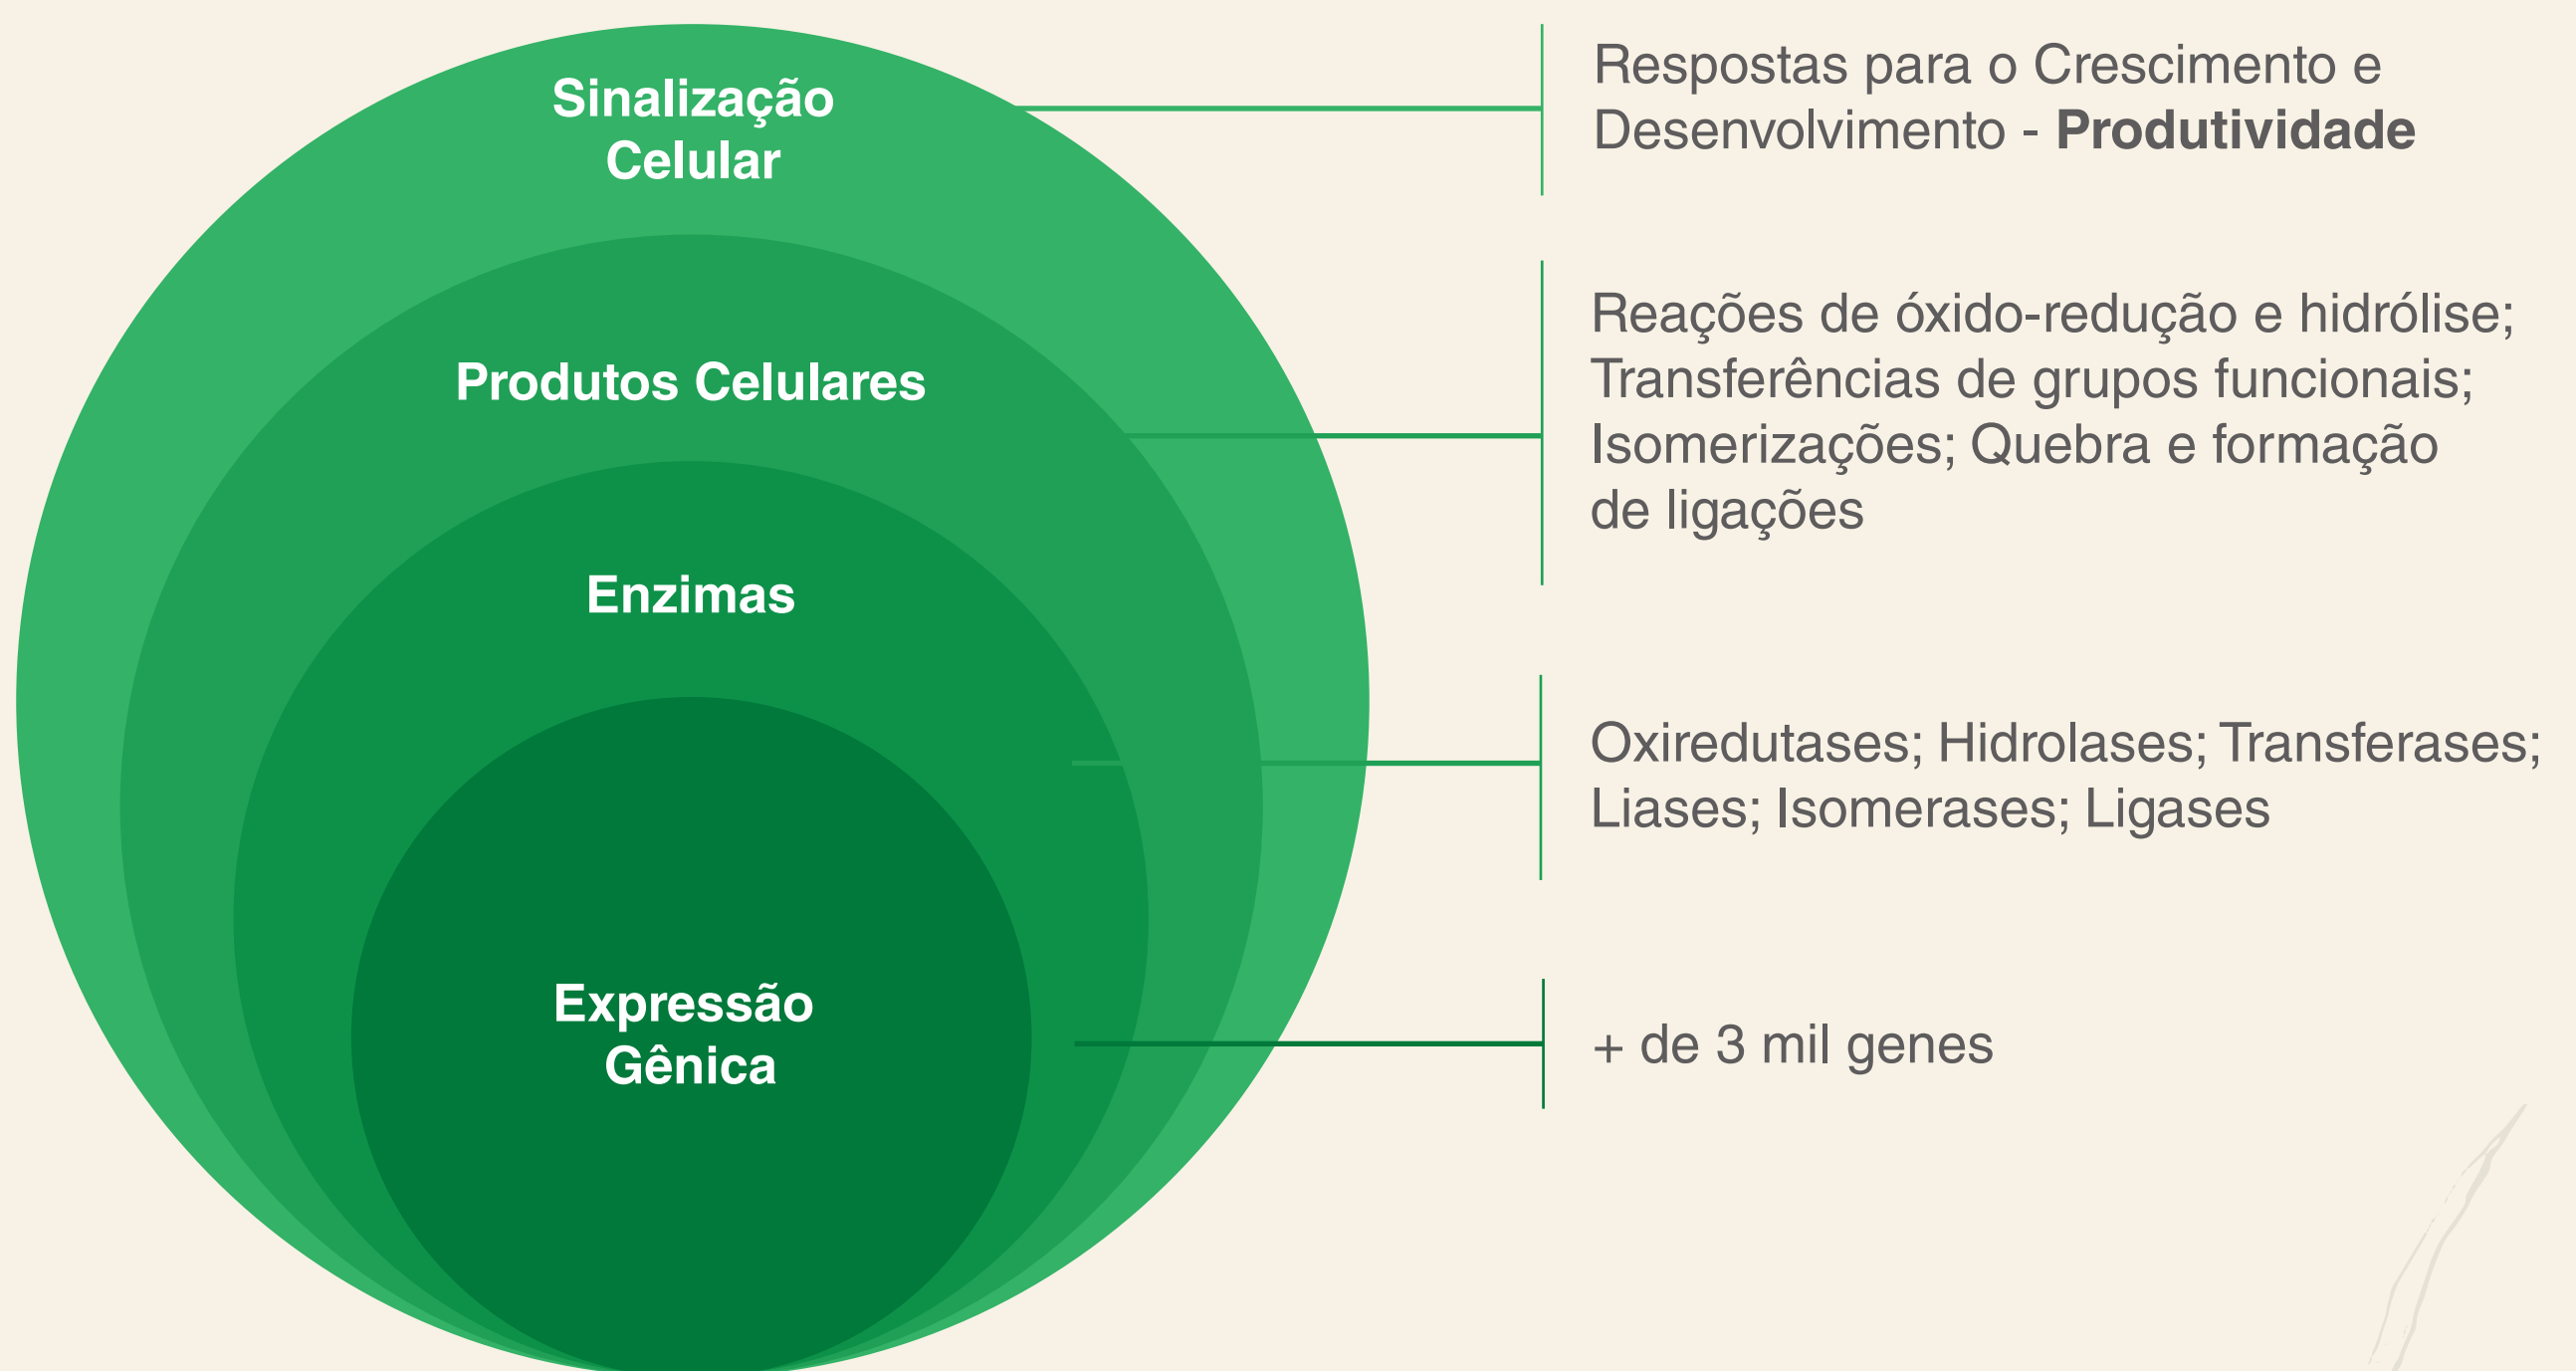 Sinalização
Celular
Respostas para o Crescimento e
Desenvolvimento - Produtividade
Produtos Celulares
Reações de óxido-redução e hidrólise;
Transferências de grupos funcionais;
Isomerizações; Quebra e formação
de ligações
Enzimas
Oxiredutases; Hidrolases; Transferases;
Liases; Isomerases; Ligases
Expressão
Gênica
+ de 3 mil genes